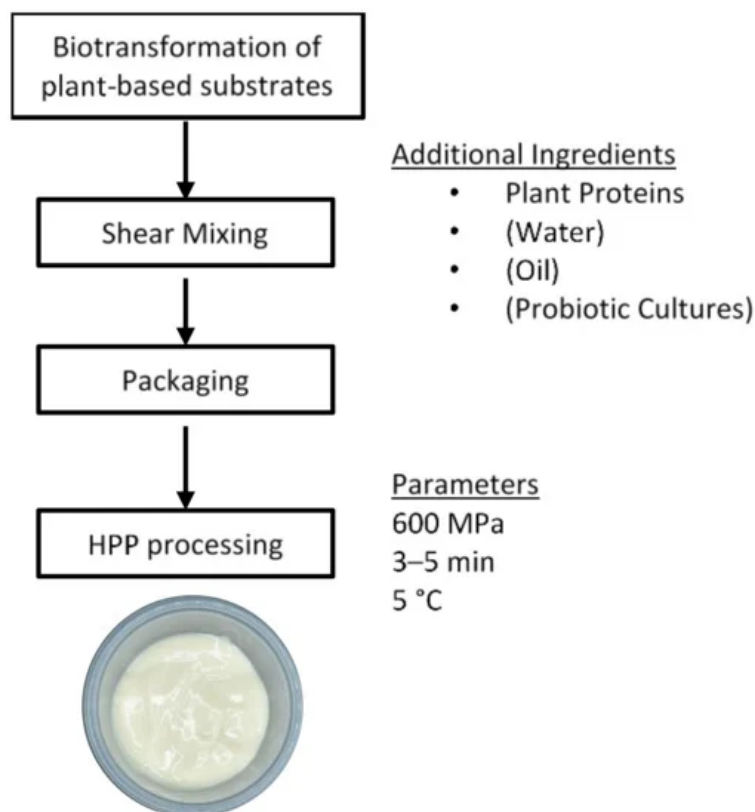 Biotransformation of
plant-based substrates
Additional Ingredients
• Plant Proteins
Shear Mixing
• (Water)
• (Oil)
• (Probiotic Cultures)
Packaging
Parameters
600 MPa
HPP processing
3–5 min
5 °C